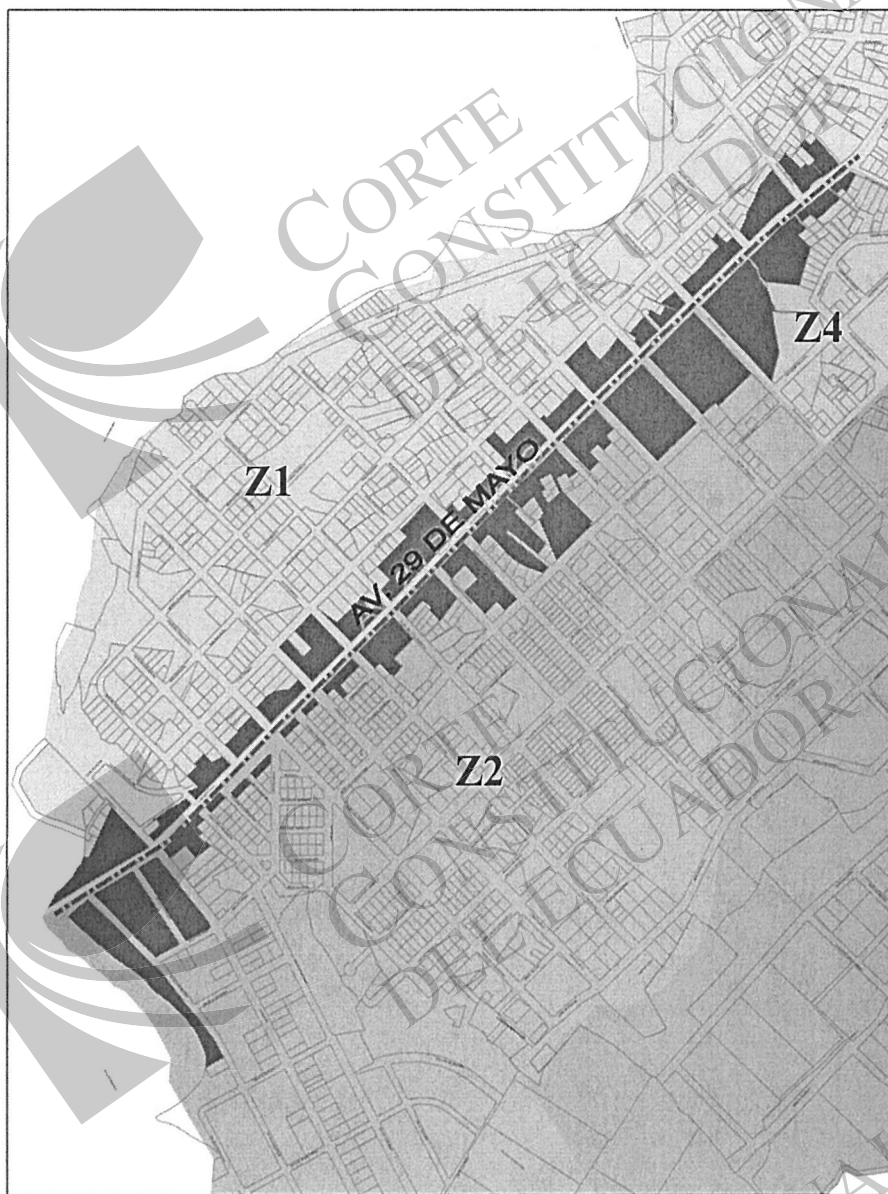 CORTE
CONSTITUCIONAL
DEL ECUADOR
Z4
Z1
AV. 29 DE MAYO
Z2
CORTE
CONSTITUCIONAL
DEL ECUADOR